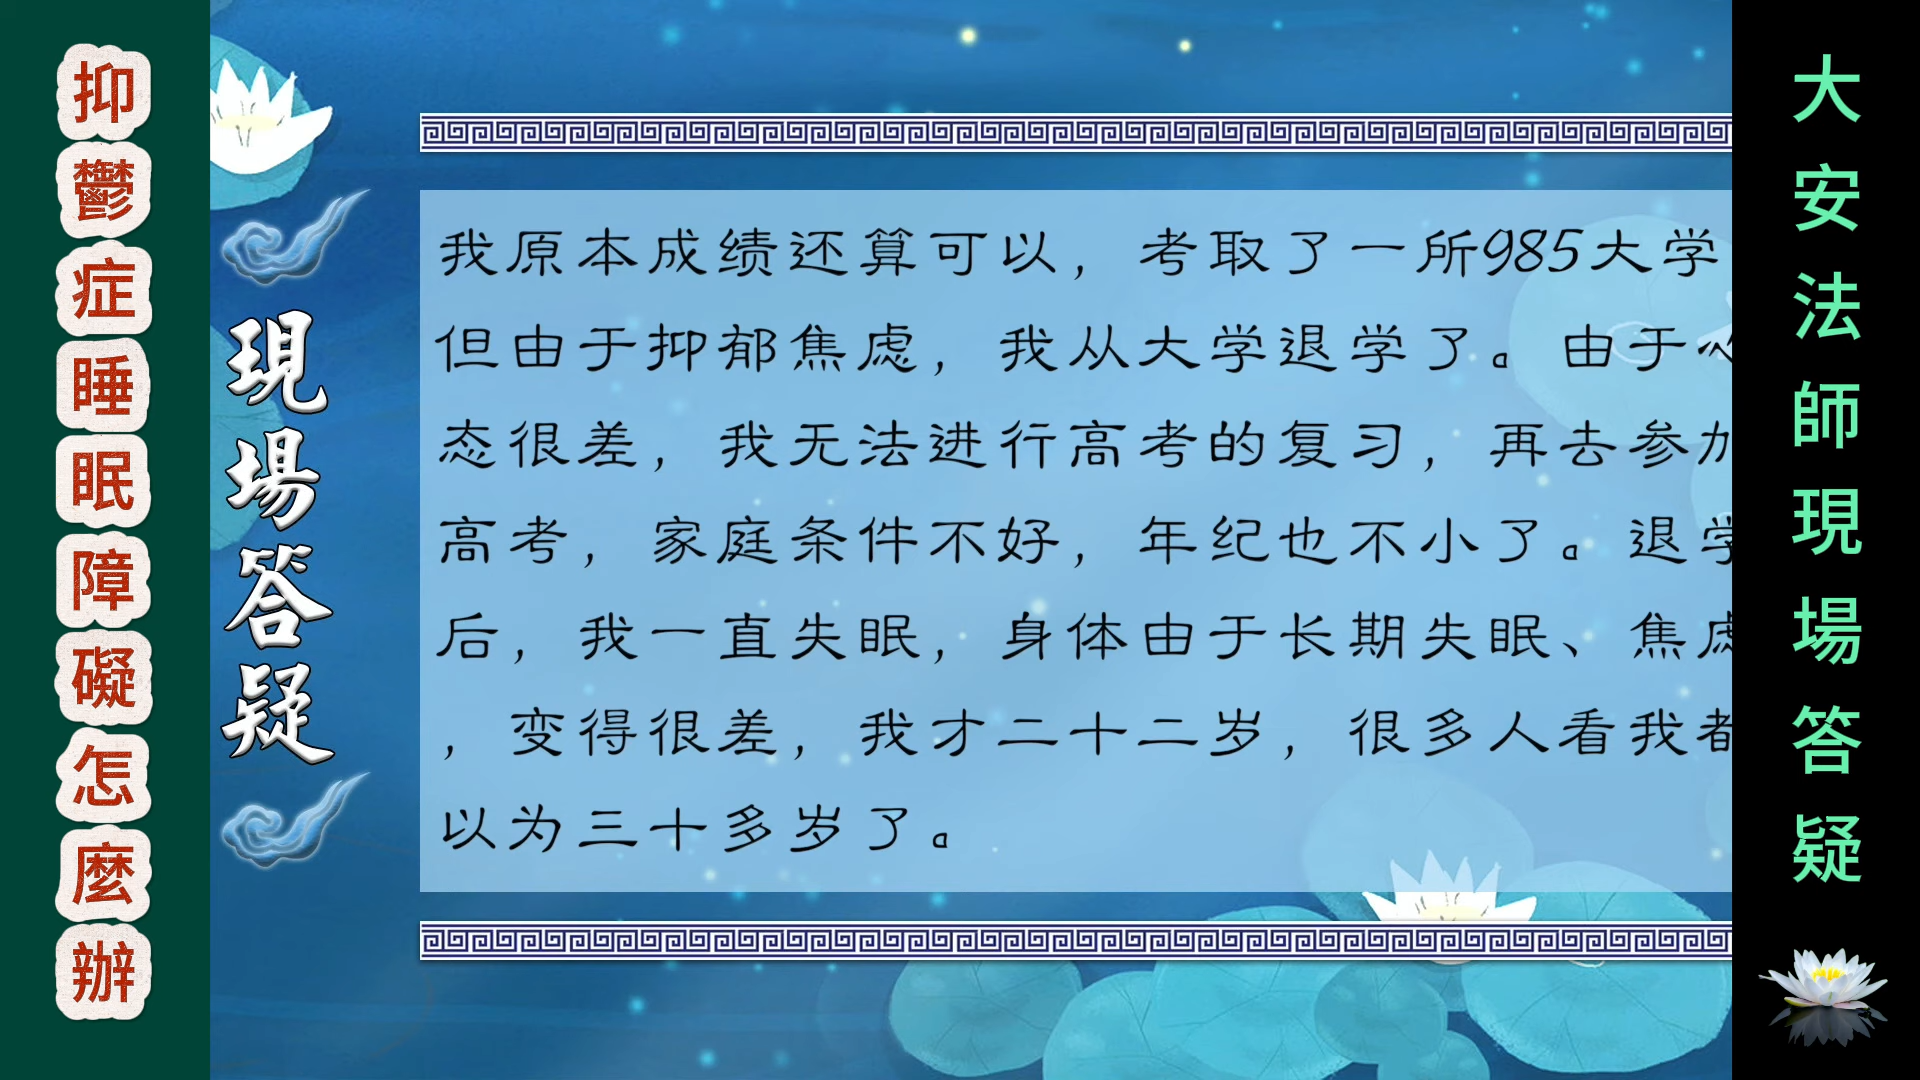 抑鬱症睡眠障礙怎麼辦
現場答疑
我原本成绩还算可以，考取了一所985大学
但由于抑郁焦虑，我从大学退学了。由于心
态很差，我无法进行高考的复习，再去参加
高考，家庭条件不好，年纪也不小了。退学
后，我一直失眠，身体由于长期失眠、焦虑
，变得很差，我才二十二岁，很多人看我都
以为三十多岁了。
大安法師現場答疑